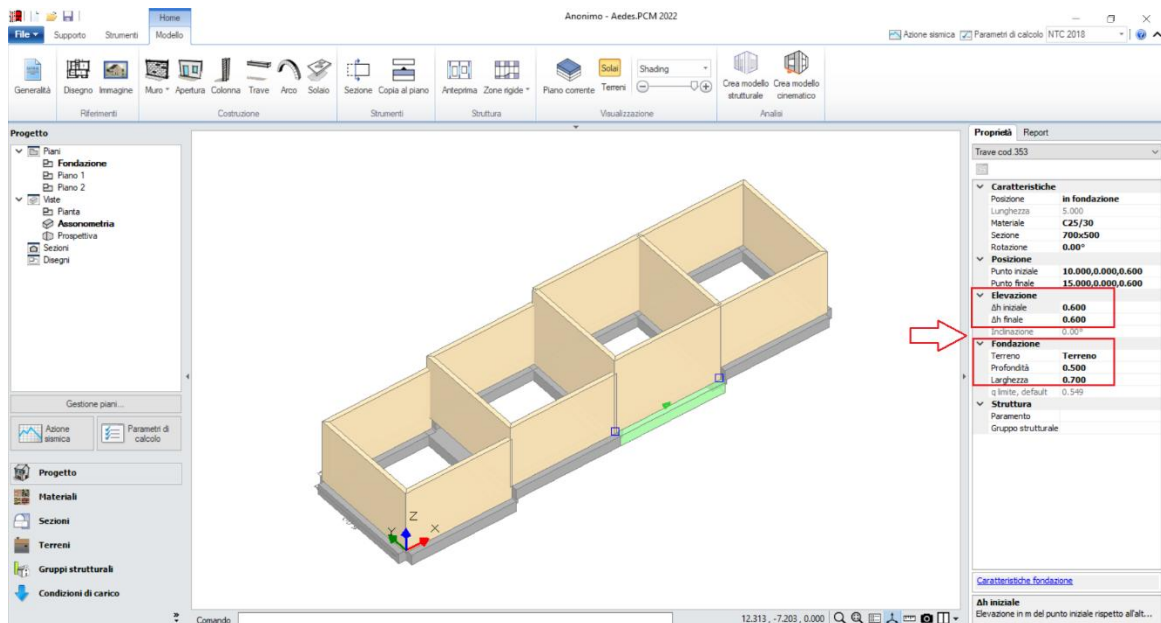 Anonimo - Aedes.PCM 2022
Home
File Supporto Strumenti Modello
Azione sismica Parametri di calcolo NTC 2018
Generalità Disegno Immagine Muro Apertura Colonna Trave Arco Solaio Sezione Copia al piano Anteprima Zone rigide Piano corrente Solai Terreni Shading Crea modello strutturale Crea modello cinematico
Riferimenti Costruzione Strumenti Struttura Visualizzazione Analisi
Progetto
Piani
Fondazione
Piano 1
Piano 2
Viste
Pianta
Assonometria
Prospettiva
Sezioni
Disegni
Gestione piani...
Azione sismica
Parametri di calcolo
Progetto
Materiali
Sezioni
Terreni
Gruppi strutturali
Condizioni di carico
Z
Y
X
Comando
12.313 , -7.203 , 0.000
Proprietà Report
Trave cod.353
Caratteristiche
Posizione in fondazione
Lunghezza 5.000
Materiale C25/30
Sezione 700x500
Rotazione 0.00°
Posizione
Punto iniziale 10.000,0.000,0.600
Punto finale 15.000,0.000,0.600
Elevazione
Δh iniziale 0.600
Δh finale 0.600
Inclinazione 0.00°
Fondazione
Terreno Terreno
Profondità 0.500
Larghezza 0.700
q limite, default 0.549
Struttura
Paramento
Gruppo strutturale
Caratteristiche fondazione
Δh iniziale
Elevazione in m del punto iniziale rispetto all'alt...